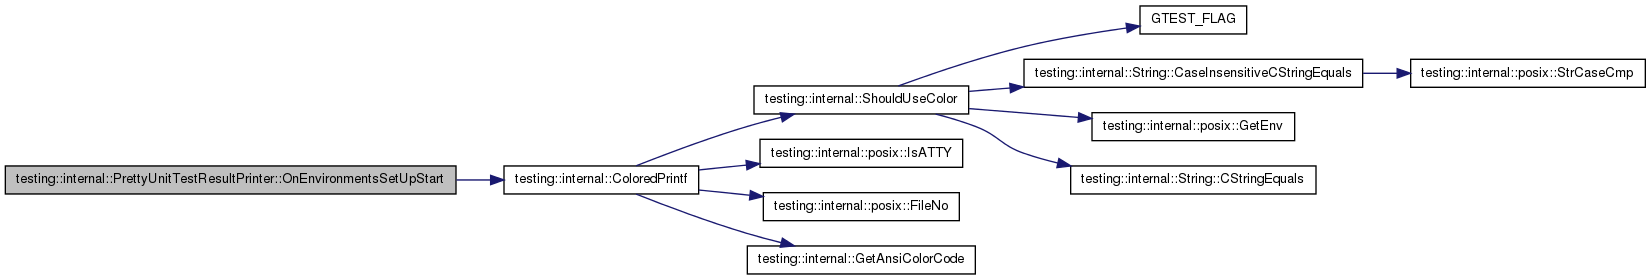 testing::internal::PrettyUnitTestResultPrinter::OnEnvironmentsSetUpStart
testing::internal::ColoredPrintf
testing::internal::ShouldUseColor
GTEST_FLAG
testing::internal::String::CaseInsensitiveCStringEquals
testing::internal::posix::StrCaseCmp
testing::internal::posix::GetEnv
testing::internal::String::CStringEquals
testing::internal::posix::IsATTY
testing::internal::posix::FileNo
testing::internal::GetAnsiColorCode